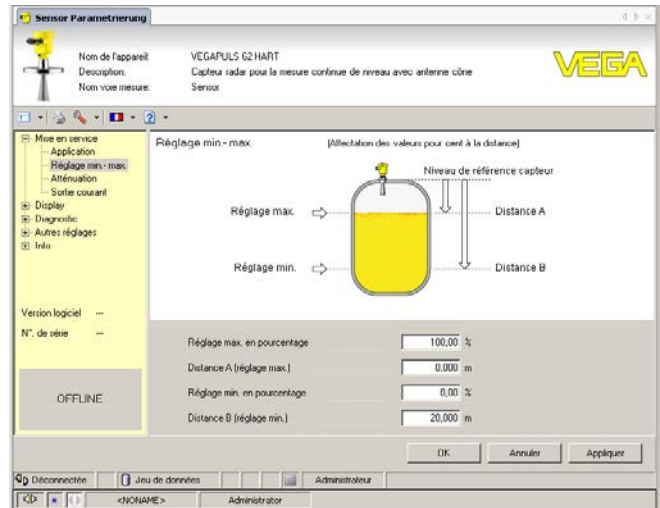 Sensor Parametrierung
Nom de l'appareil: VEGAPULS 62 HART
Description: Capteur radar pour la mesure continue de niveau avec antenne cône
Nom voie mesure: Sensor
VEGA
Mise en service
Application
Réglage min.- max.
Atténuation
Sortie courant
Display
Diagnostic
Autres réglages
Info
Version logiciel ---
N°. de série ---
OFFLINE
Réglage min.- max. (Affectation des valeurs pour cent à la distance)
Niveau de référence capteur
Réglage max. Distance A
Réglage min. Distance B
Réglage max. en pourcentage 100,00 %
Distance A (réglage max.) 0.000 m
Réglage min. en pourcentage 0,00 %
Distance B (réglage min.) 20,000 m
OK Annuler Appliquer
Déconnectée Jeu de données Administrateur
<NONAME> Administrator